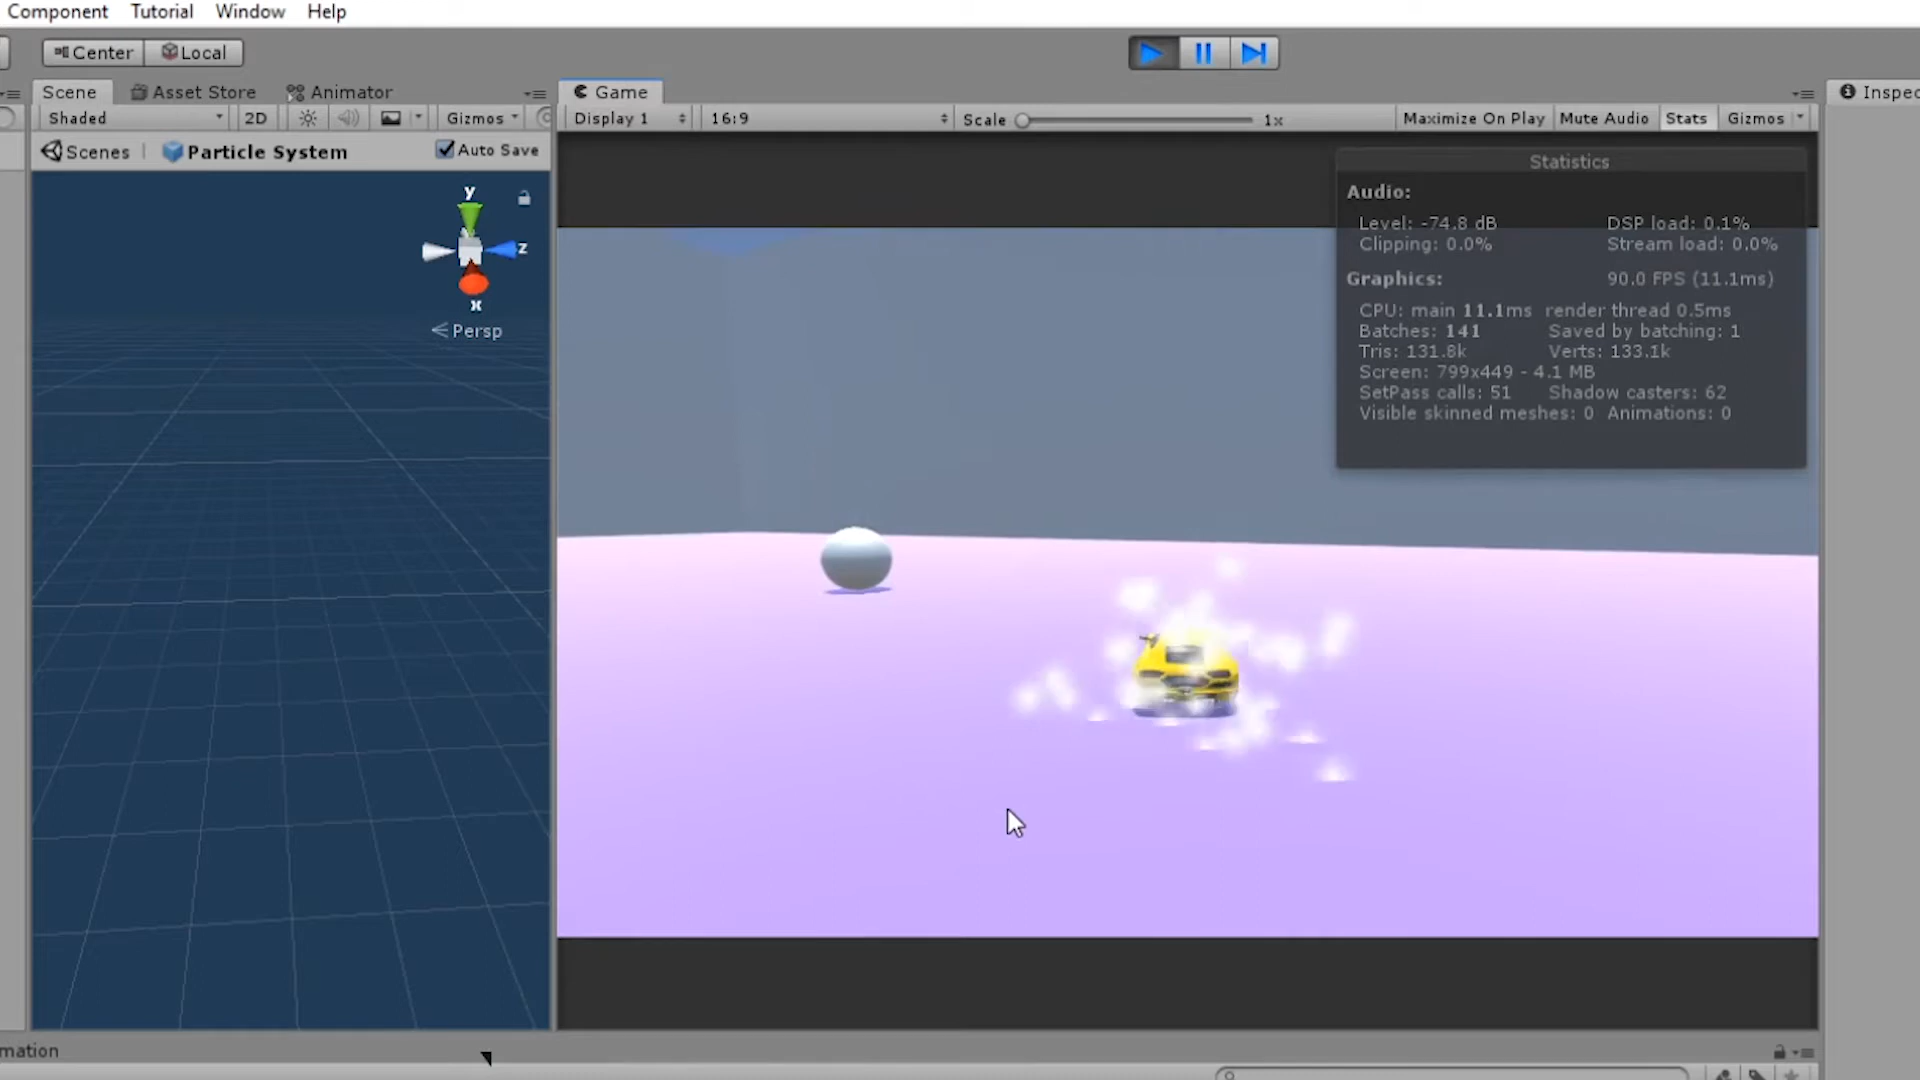 Component Tutorial Window Help
Center Local
Scene Asset Store Animator Game Inspec
Shaded 2D Gizmos Display 1 16:9 Scale 1x Maximize On Play Mute Audio Stats Gizmos
Scenes Particle System Auto Save
Statistics
Audio:
Level: -74.8 dB DSP load: 0.1%
Clipping: 0.0% Stream load: 0.0%
Graphics: 90.0 FPS (11.1ms)
CPU: main 11.1ms render thread 0.5ms
Batches: 141 Saved by batching: 1
Tris: 131.8k Verts: 133.1k
Screen: 799x449 - 4.1 MB
SetPass calls: 51 Shadow casters: 62
Visible skinned meshes: 0 Animations: 0
y
z
x
Persp
mation